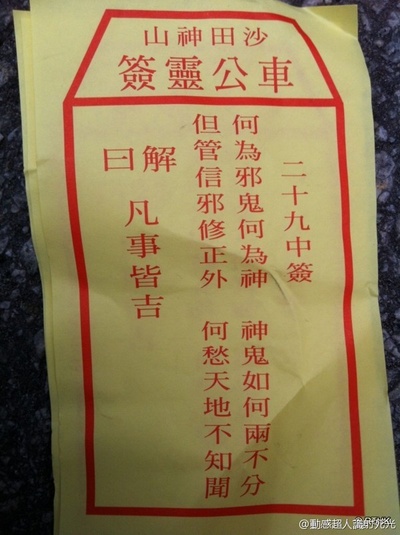 沙田神山
車公靈簽
二十九中簽
何為邪鬼何為神 神鬼如何兩不分
但管信邪修正外 何愁天地不知聞
解曰
凡事皆吉
@動感超人識的光光